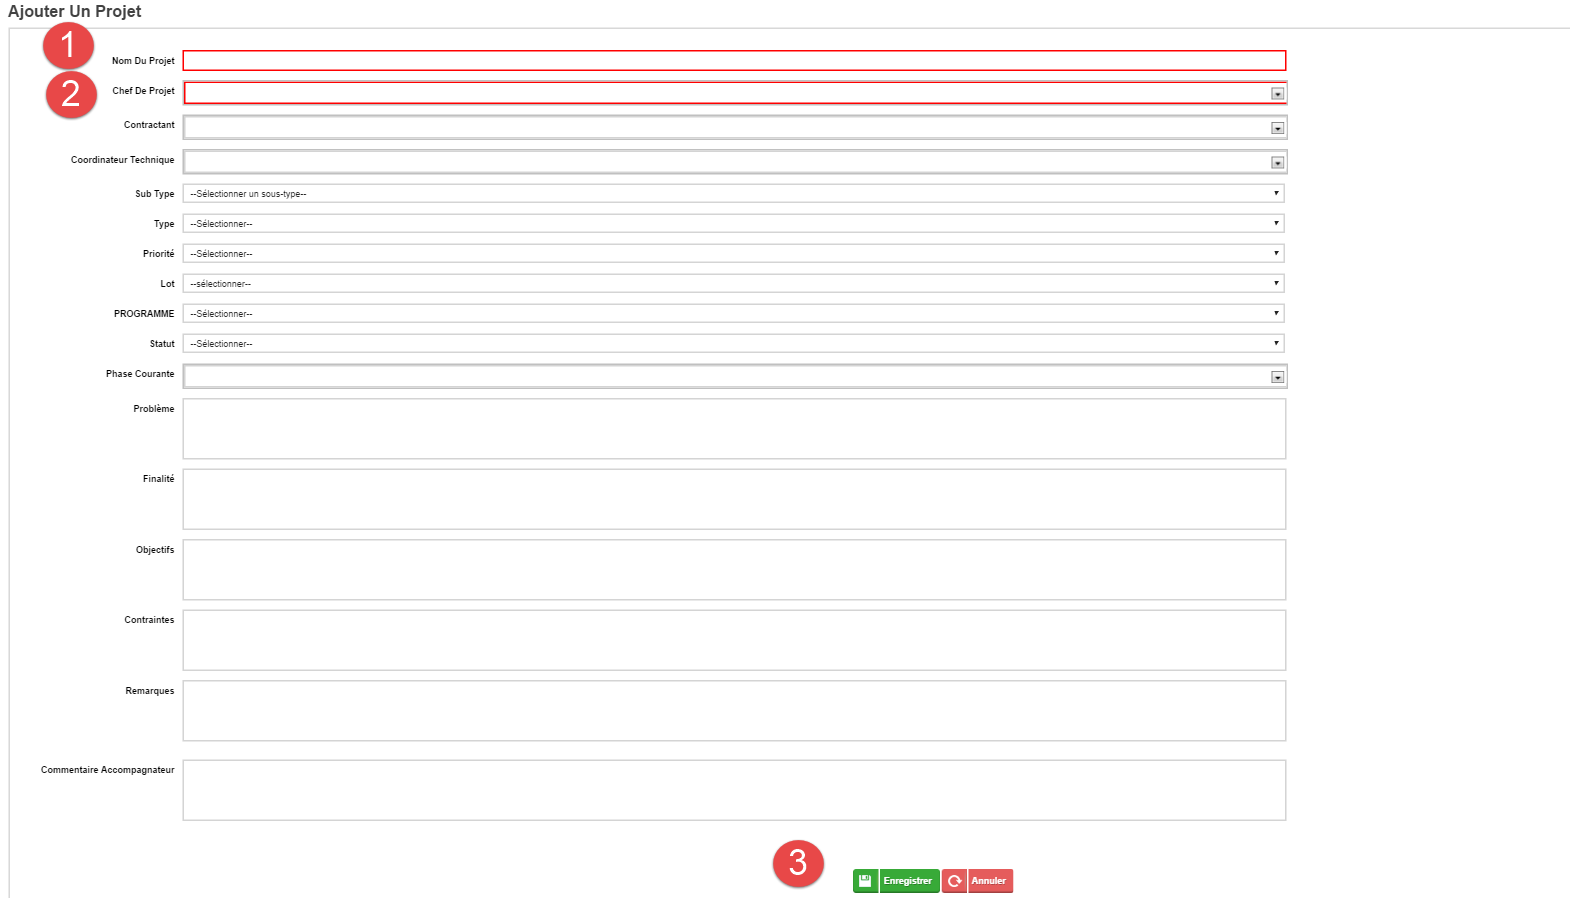 Ajouter Un Projet
1
Nom Du Projet
2
Chef De Projet
Contractant
Coordinateur Technique
Sub Type --Sélectionner un sous-type--
Type --Sélectionner--
Priorité --Sélectionner--
Lot --sélectionner--
PROGRAMME --Sélectionner--
Statut --Sélectionner--
Phase Courante
Problème
Finalité
Objectifs
Contraintes
Remarques
Commentaire Accompagnateur
3
Enregistrer Annuler